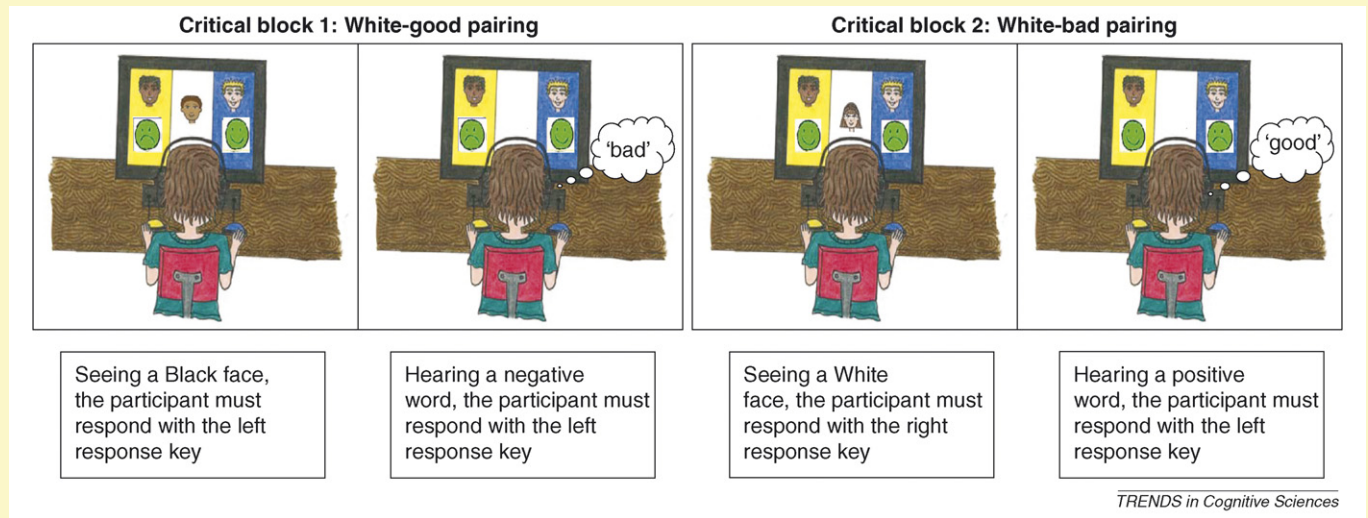 Critical block 1: White-good pairing
Critical block 2: White-bad pairing
'bad'
'good'
Seeing a Black face,
the participant must
respond with the left
response key
Hearing a negative
word, the participant must
respond with the left
response key
Seeing a White
face, the participant must
respond with the right
response key
Hearing a positive
word, the participant must
respond with the left
response key
TRENDS in Cognitive Sciences